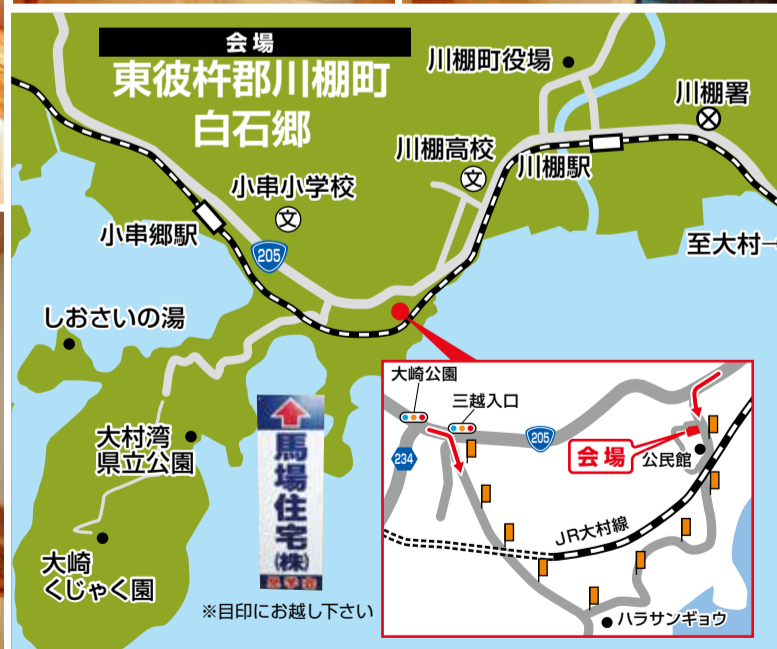 会場
東彼杵郡川棚町
白石郷
川棚町役場
川棚署
川棚高校
文
川棚駅
小串小学校
文
小串郷駅
205
至大村
しおさいの湯
大村湾
県立公園
大崎
くじゃく園
馬場住宅
(株)
※目印にお越し下さい
大崎公園
三越入口
205
234
会場
公民館
JR大村線
ハラサンギョウ